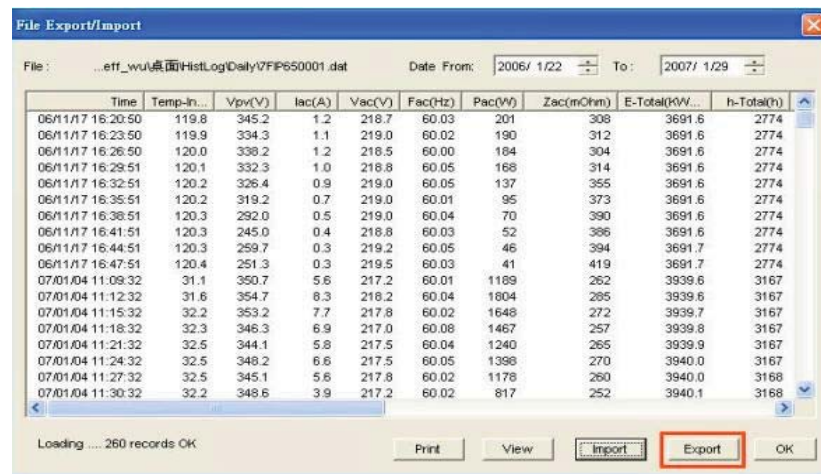 File Export/Import
File : ...eff_wu\桌面\HistLog\Daily\7FIP650001.dat Date From: 2006/ 1/22 To : 2007/ 1/29
Time Temp-In... Vpv(V) Iac(A) Vac(V) Fac(Hz) Pac(W) Zac(mOhm) E-Total(KW... h-Total(h)
06/11/17 16:20:50 119.8 345.2 1.2 218.7 60.03 201 308 3691.6 2774
06/11/17 16:23:50 119.9 334.3 1.1 219.0 60.02 190 312 3691.6 2774
06/11/17 16:26:50 120.0 338.2 1.2 218.5 60.00 184 304 3691.6 2774
06/11/17 16:29:51 120.1 332.3 1.0 218.8 60.05 168 314 3691.6 2774
06/11/17 16:32:51 120.2 326.4 0.9 219.0 60.05 137 355 3691.6 2774
06/11/17 16:35:51 120.2 319.2 0.7 219.0 60.01 95 373 3691.6 2774
06/11/17 16:38:51 120.3 292.0 0.5 219.0 60.04 70 390 3691.6 2774
06/11/17 16:41:51 120.3 245.0 0.4 218.8 60.03 52 386 3691.6 2774
06/11/17 16:44:51 120.3 259.7 0.3 219.2 60.05 46 394 3691.7 2774
06/11/17 16:47:51 120.4 251.3 0.3 219.5 60.03 41 419 3691.7 2774
07/01/04 11:09:32 31.1 350.7 5.6 217.2 60.01 1189 262 3939.6 3167
07/01/04 11:12:32 31.6 354.7 8.3 218.2 60.04 1804 285 3939.6 3167
07/01/04 11:15:32 32.2 353.2 7.7 217.8 60.02 1648 272 3939.7 3167
07/01/04 11:18:32 32.3 346.3 6.9 217.0 60.08 1467 257 3939.8 3167
07/01/04 11:21:32 32.5 344.1 5.8 217.5 60.04 1240 265 3939.9 3167
07/01/04 11:24:32 32.5 348.2 6.6 217.5 60.05 1398 270 3940.0 3167
07/01/04 11:27:32 32.5 345.1 5.6 217.8 60.02 1178 260 3940.0 3168
07/01/04 11:30:32 32.2 348.6 3.9 217.2 60.02 817 252 3940.1 3168
Loading .... 260 records OK Print View Import Export OK